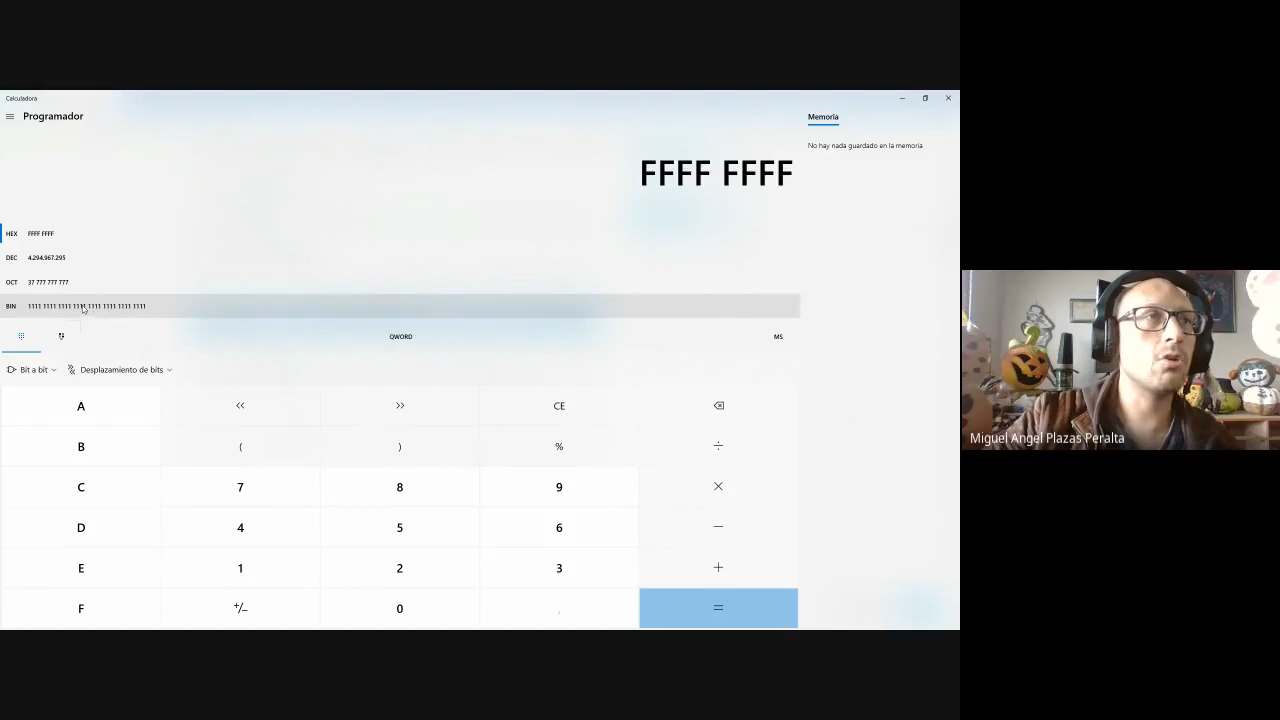 Calculadora
Programador
Memoria
No hay nada guardado en la memoria
FFFF FFFF
HEX FFFF FFFF
DEC 4.294.967.295
OCT 37 777 777 777
BIN 1111 1111 1111 1111 1111 1111 1111 1111
QWORD
MS
Bit a bit
Desplazamiento de bits
A << >> CE
B ( ) % ÷
C 7 8 9 ×
D 4 5 6 −
E 1 2 3 +
F +/− 0 , =
Miguel Angel Plazas Peralta